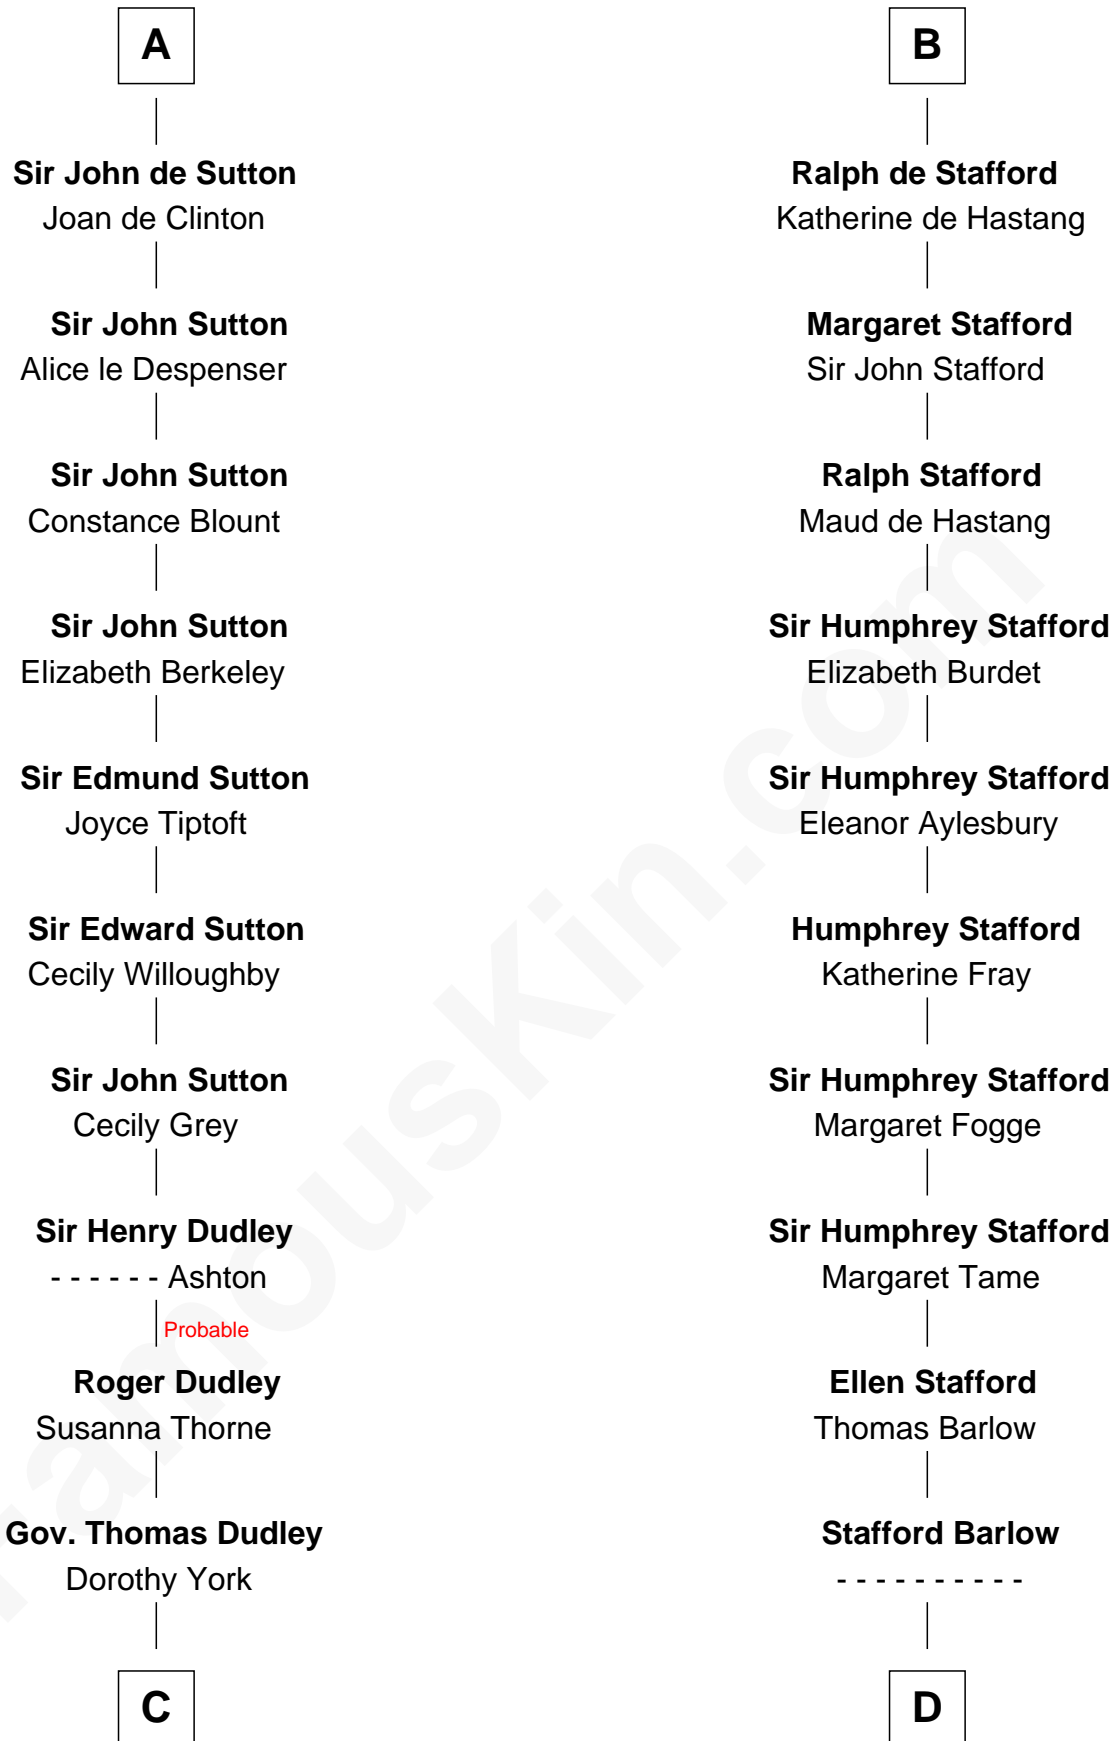 A
Sir John de Sutton
Joan de Clinton
Sir John Sutton
Alice le Despenser
Sir John Sutton
Constance Blount
Sir John Sutton
Elizabeth Berkeley
Sir Edmund Sutton
Joyce Tiptoft
Sir Edward Sutton
Cecily Willoughby
Sir John Sutton
Cecily Grey
Sir Henry Dudley
- - - - - - Ashton
Probable
Roger Dudley
Susanna Thorne
Gov. Thomas Dudley
Dorothy York
C
B
Ralph de Stafford
Katherine de Hastang
Margaret Stafford
Sir John Stafford
Ralph Stafford
Maud de Hastang
Sir Humphrey Stafford
Elizabeth Burdet
Sir Humphrey Stafford
Eleanor Aylesbury
Humphrey Stafford
Katherine Fray
Sir Humphrey Stafford
Margaret Fogge
Sir Humphrey Stafford
Margaret Tame
Ellen Stafford
Thomas Barlow
Stafford Barlow
- - - - - - - - - -
D
FamousKin.com